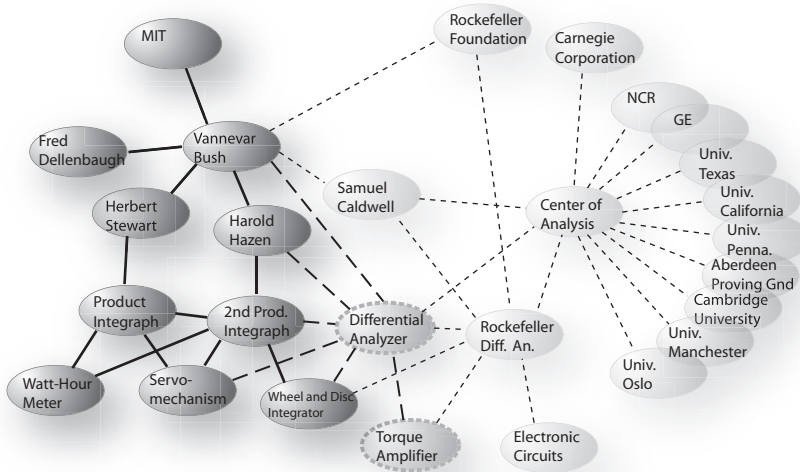 MIT
Rockefeller
Foundation
Carnegie
Corporation
NCR
GE
Fred
Dellenbaugh
Vannevar
Bush
Univ.
Texas
Samuel
Caldwell
Univ.
California
Herbert
Stewart
Harold
Hazen
Center of
Analysis
Univ.
Penna.
Aberdeen
Proving Gnd
Cambridge
University
Product
Integraph
2nd Prod.
Integraph
Differential
Analyzer
Rockefeller
Diff. An.
Univ.
Manchester
Univ.
Oslo
Watt-Hour
Meter
Servo-
mechanism
Wheel and Disc
Integrator
Torque
Amplifier
Electronic
Circuits